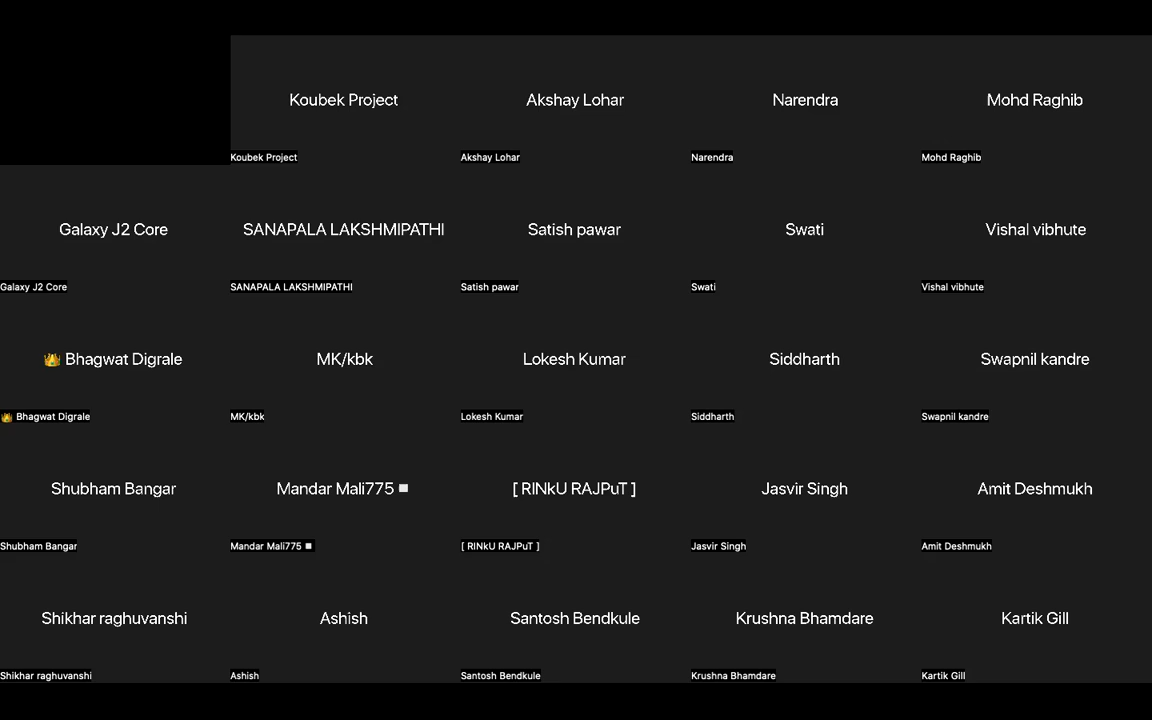 Koubek Project
Akshay Lohar
Narendra
Mohd Raghib
Koubek Project
Akshay Lohar
Narendra
Mohd Raghib
Galaxy J2 Core
SANAPALA LAKSHMIPATHI
Satish pawar
Swati
Vishal vibhute
Galaxy J2 Core
SANAPALA LAKSHMIPATHI
Satish pawar
Swati
Vishal vibhute
👑 Bhagwat Digrale
MK/kbk
Lokesh Kumar
Siddharth
Swapnil kandre
👑 Bhagwat Digrale
MK/kbk
Lokesh Kumar
Siddharth
Swapnil kandre
Shubham Bangar
Mandar Mali775 ◽
[ RINkU RAJPuT ]
Jasvir Singh
Amit Deshmukh
Shubham Bangar
Mandar Mali775 ◽
[ RINkU RAJPuT ]
Jasvir Singh
Amit Deshmukh
Shikhar raghuvanshi
Ashish
Santosh Bendkule
Krushna Bhamdare
Kartik Gill
Shikhar raghuvanshi
Ashish
Santosh Bendkule
Krushna Bhamdare
Kartik Gill